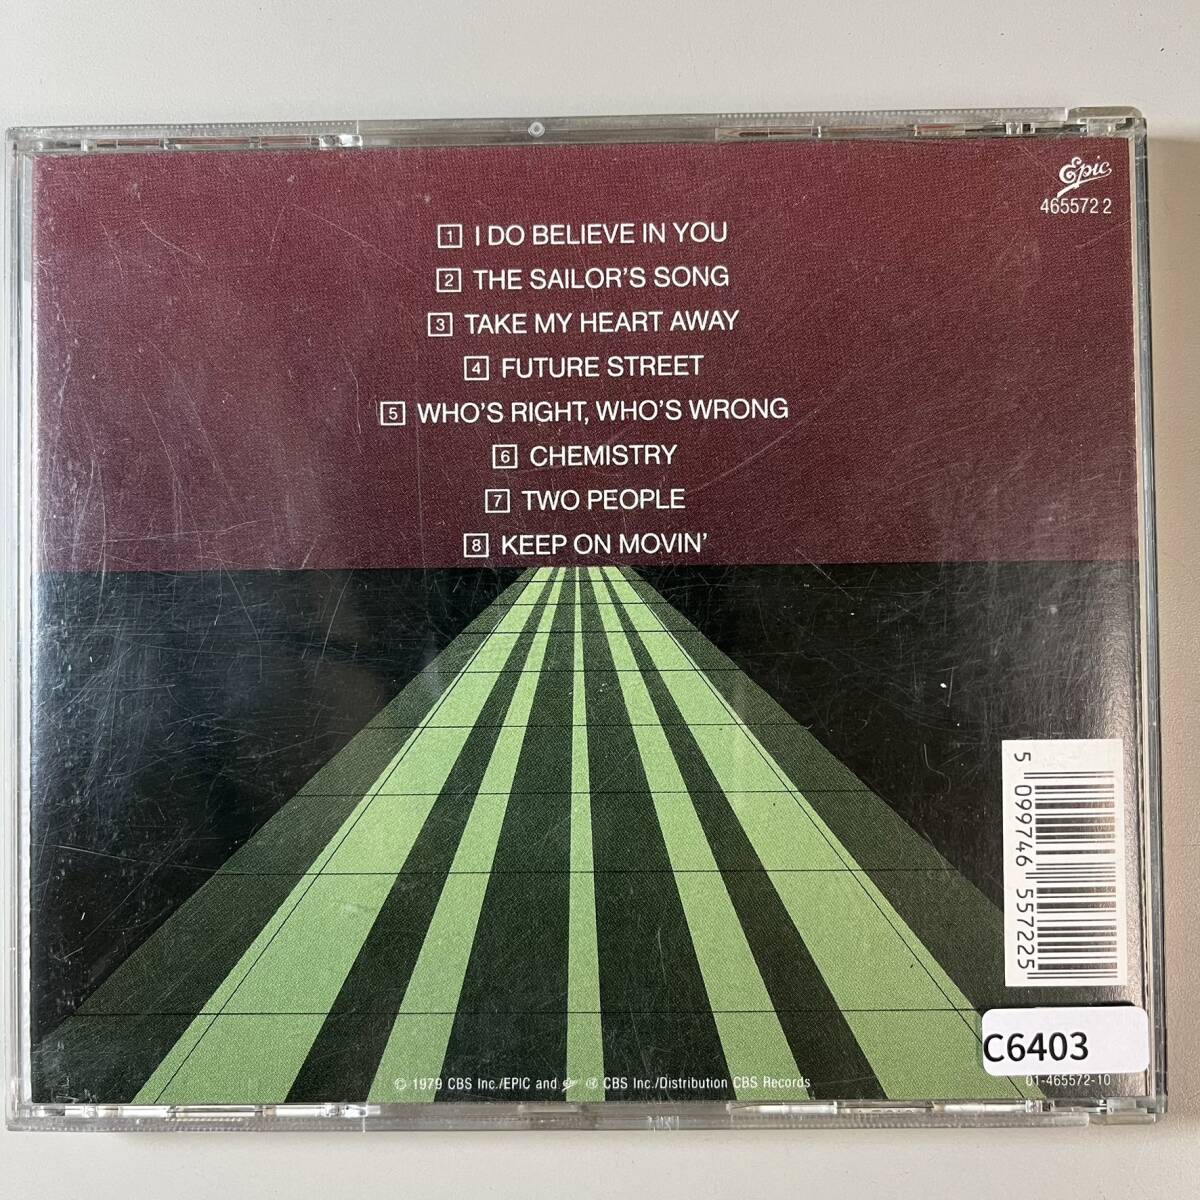 Epic
465572 2
1 I DO BELIEVE IN YOU
2 THE SAILOR'S SONG
3 TAKE MY HEART AWAY
4 FUTURE STREET
5 WHO'S RIGHT, WHO'S WRONG
6 CHEMISTRY
7 TWO PEOPLE
8 KEEP ON MOVIN'
5 099746 557225
C6403
01-465572-10
© 1979 CBS Inc./EPIC and Epic ℗ CBS Inc./Distribution CBS Records